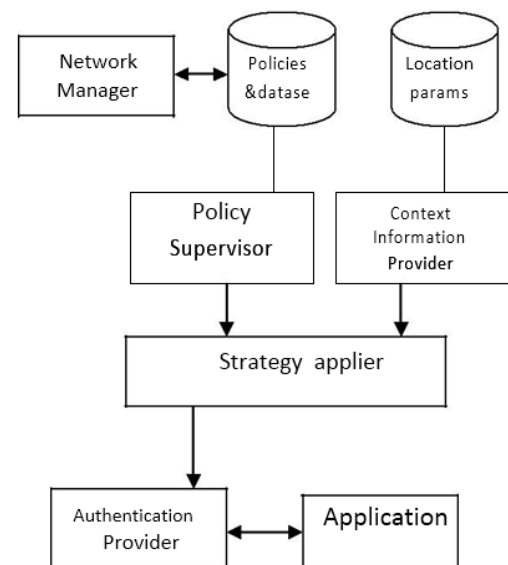 Network
Manager
Policies
&datase
Location
params
Policy
Supervisor
Context
Information
Provider
Strategy applier
Authentication
Provider
Application